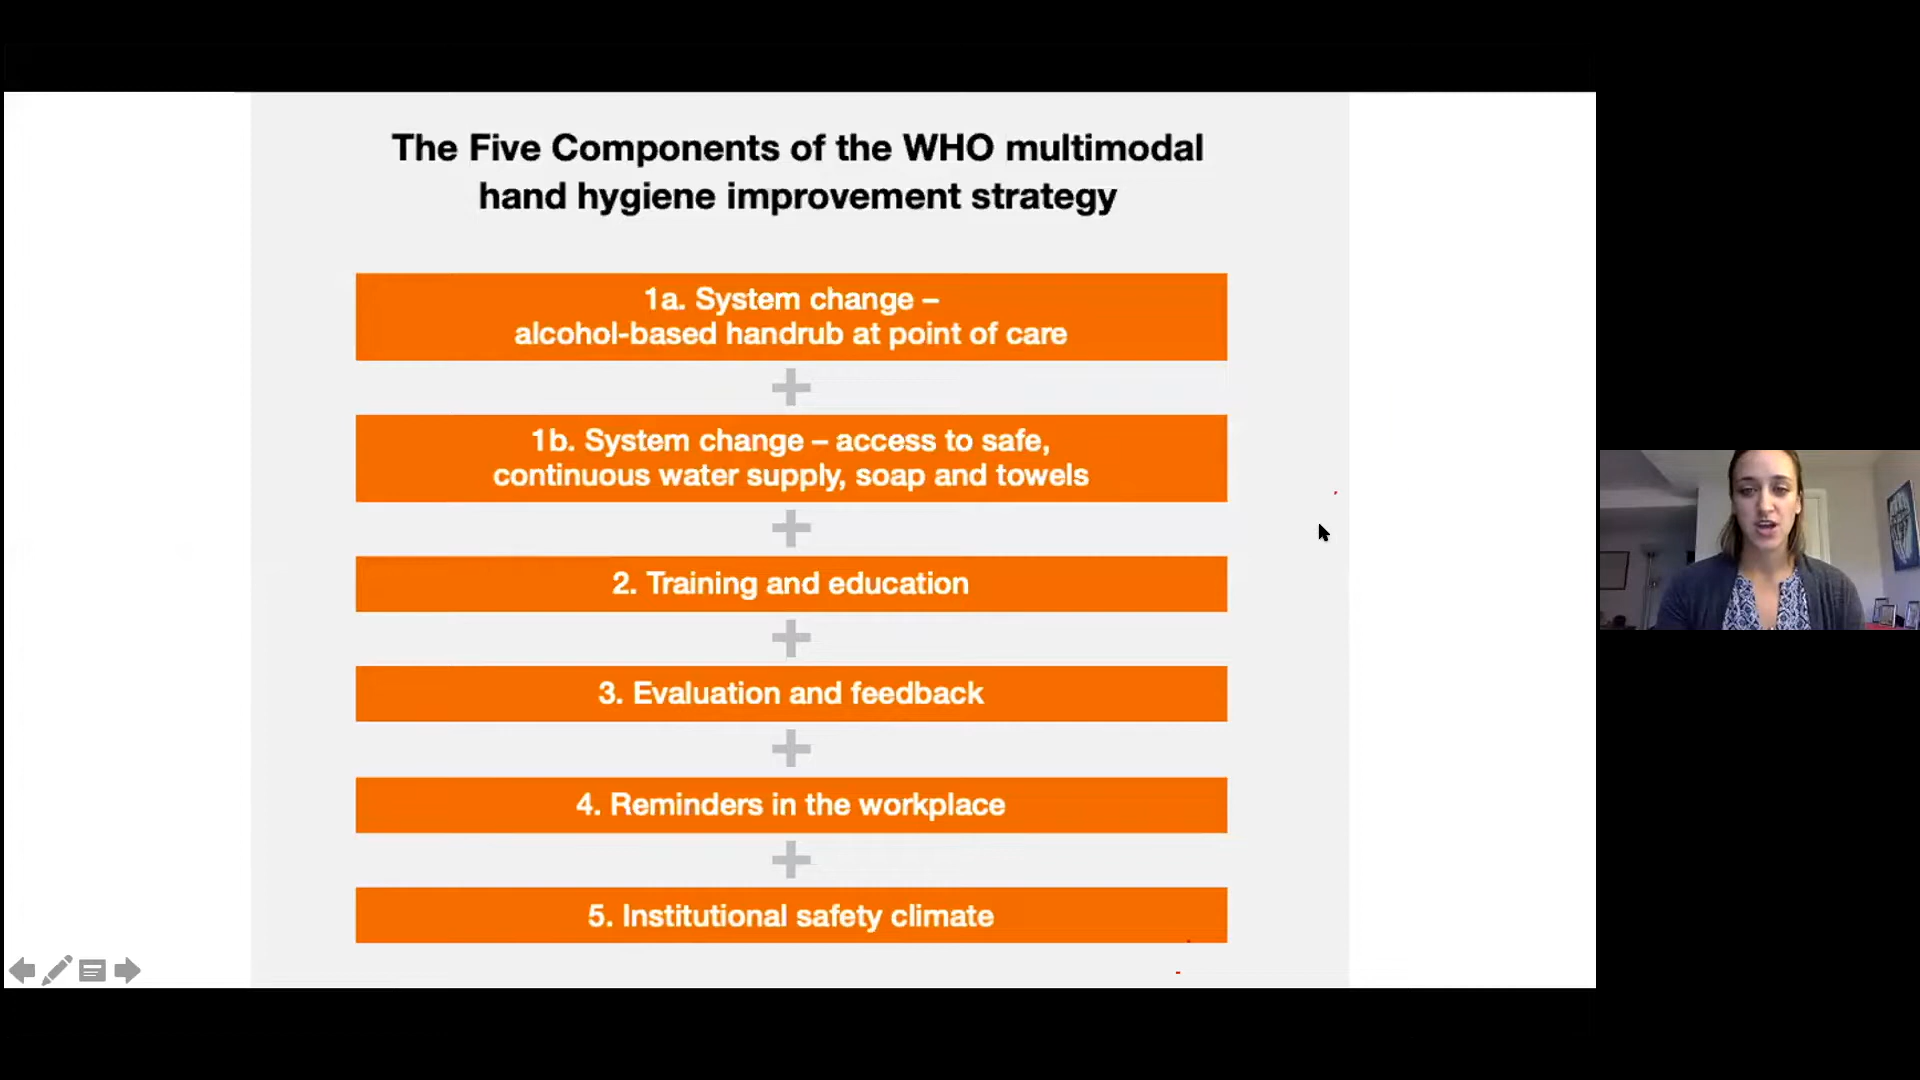 The Five Components of the WHO multimodal
hand hygiene improvement strategy
1a. System change –
alcohol-based handrub at point of care
1b. System change – access to safe,
continuous water supply, soap and towels
2. Training and education
3. Evaluation and feedback
4. Reminders in the workplace
5. Institutional safety climate